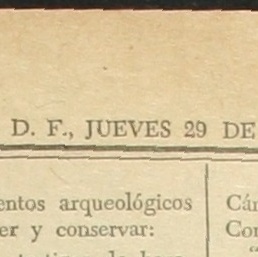 D. F., JUEVES 29 DE
entos arqueológicos
er y conservar:
Cá
Co